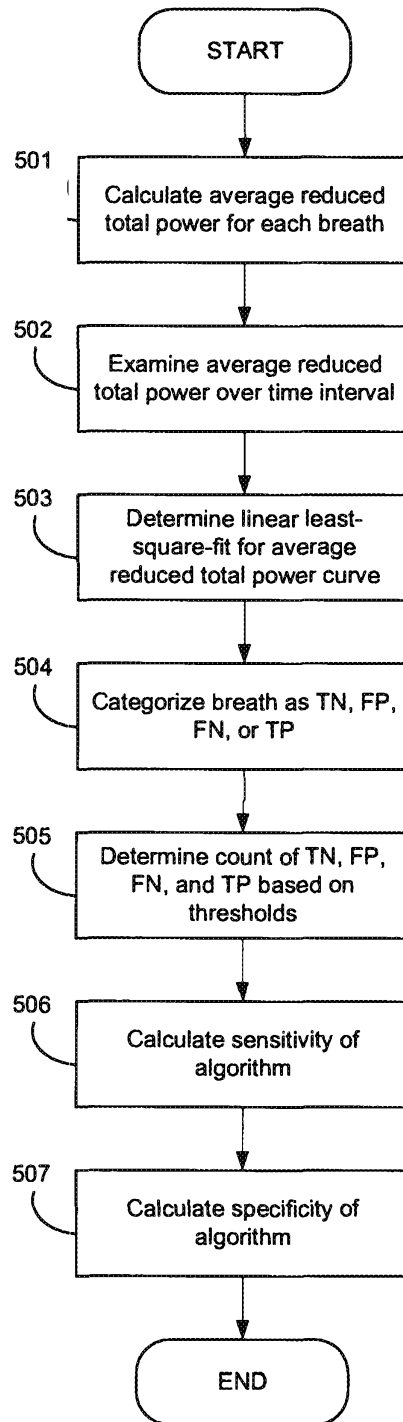 START
501
Calculate average reduced
total power for each breath
502
Examine average reduced
total power over time interval
503
Determine linear least-
square-fit for average
reduced total power curve
504
Categorize breath as TN, FP,
FN, or TP
505
Determine count of TN, FP,
FN, and TP based on
thresholds
506
Calculate sensitivity of
algorithm
507
Calculate specificity of
algorithm
END